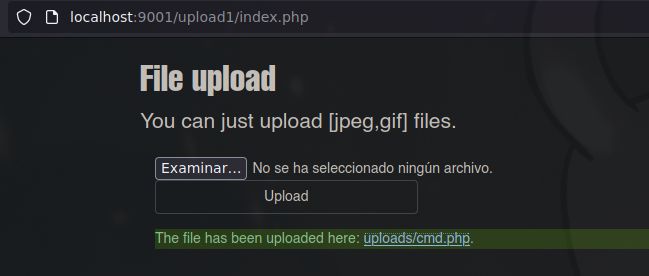 localhost:9001/upload1/index.php
File upload
You can just upload [jpeg,gif] files.
Examinar... No se ha seleccionado ningún archivo.
Upload
The file has been uploaded here: uploads/cmd.php.